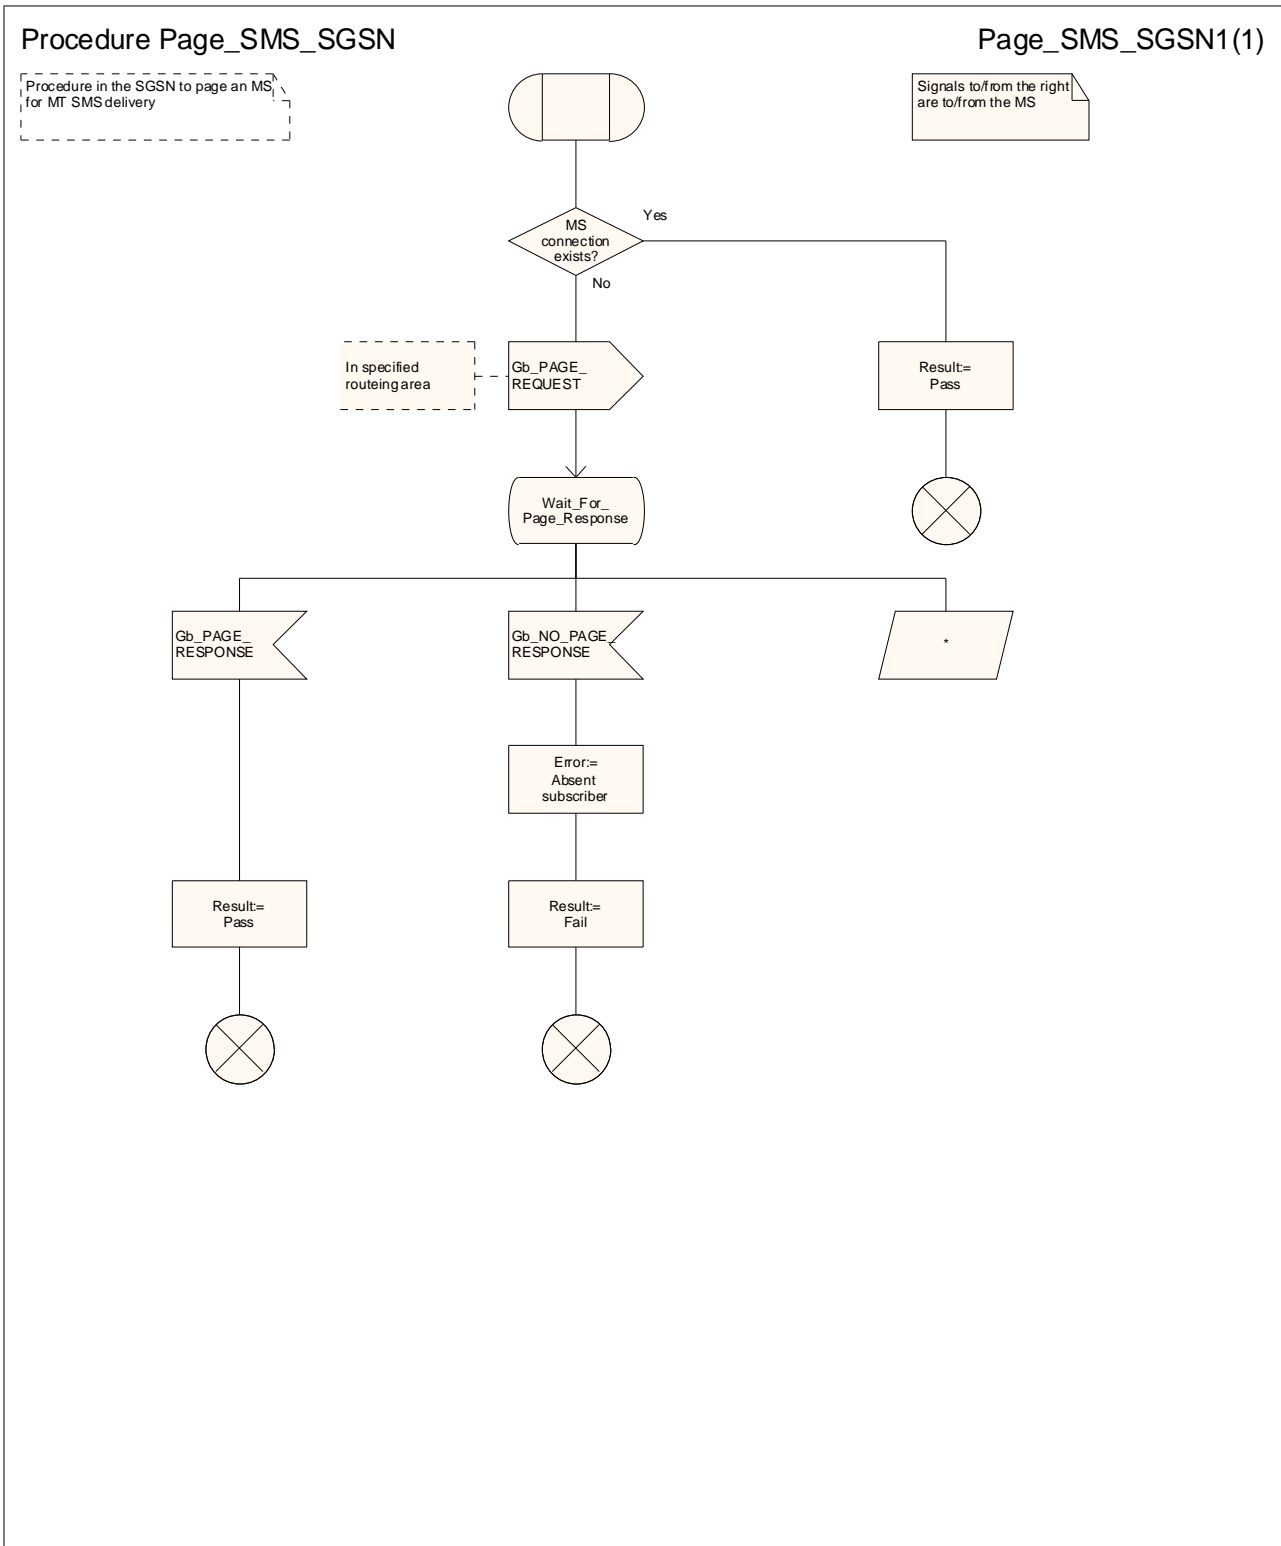 Procedure Page_SMS_SGSN
Page_SMS_SGSN1(1)
Procedure in the SGSN to page an MS
for MT SMS delivery
Signals to/from the right
are to/from the MS
MS
connection
exists?
Yes
No
In specified
routeing area
Gb_PAGE_
REQUEST
Result:=
Pass
Wait_For_
Page_Response
Gb_PAGE_
RESPONSE
Gb_NO_PAGE_
RESPONSE
*
Error:=
Absent
subscriber
Result:=
Pass
Result:=
Fail